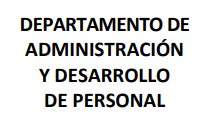 DEPARTAMENTO DE
ADMINISTRACIÓN
Y DESARROLLO
DE PERSONAL